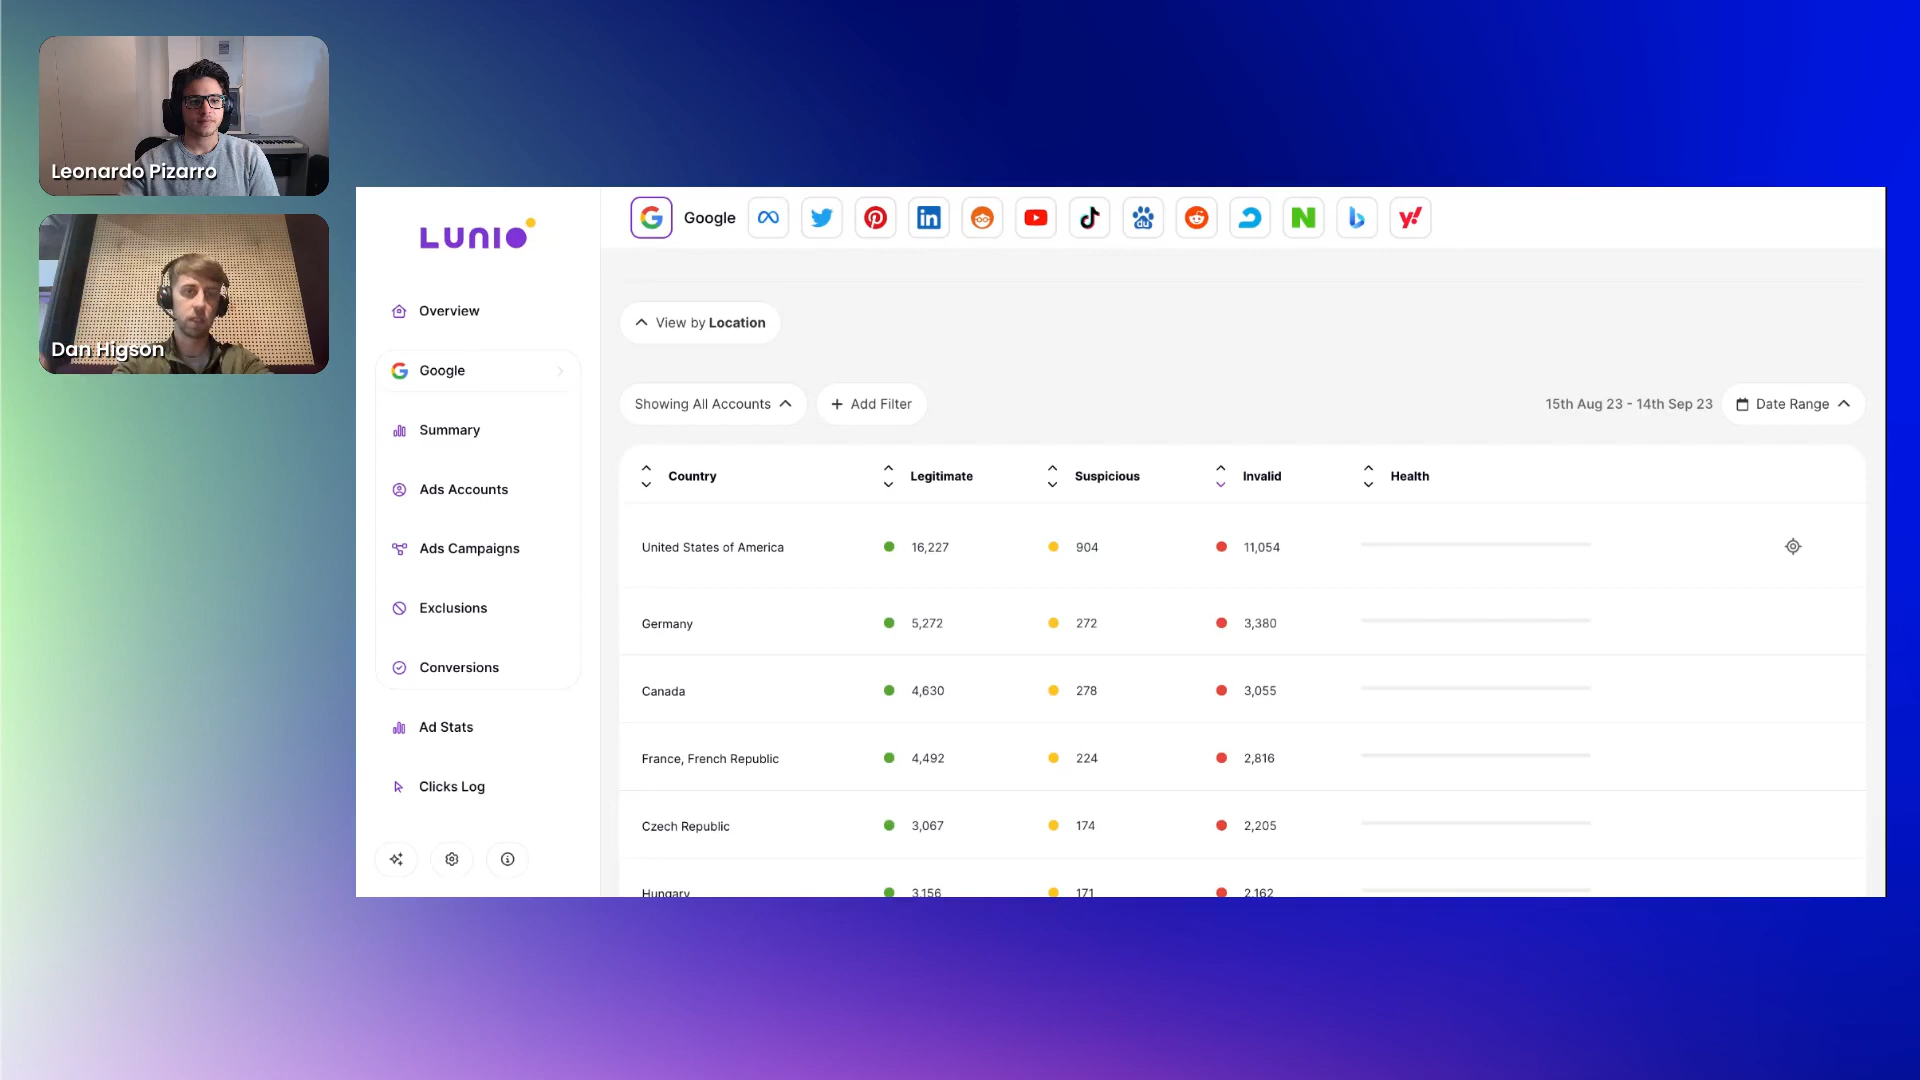 Leonardo Pizarro
Dan Higson
LUNIO
Overview
Google
Summary
Ads Accounts
Ads Campaigns
Exclusions
Conversions
Ad Stats
Clicks Log
Google
View by Location
Showing All Accounts
+ Add Filter
15th Aug 23 - 14th Sep 23
Date Range
Country Legitimate Suspicious Invalid Health
United States of America 16,227 904 11,054
Germany 5,272 272 3,380
Canada 4,630 278 3,055
France, French Republic 4,492 224 2,816
Czech Republic 3,067 174 2,205
Hungary 3,156 171 2,162